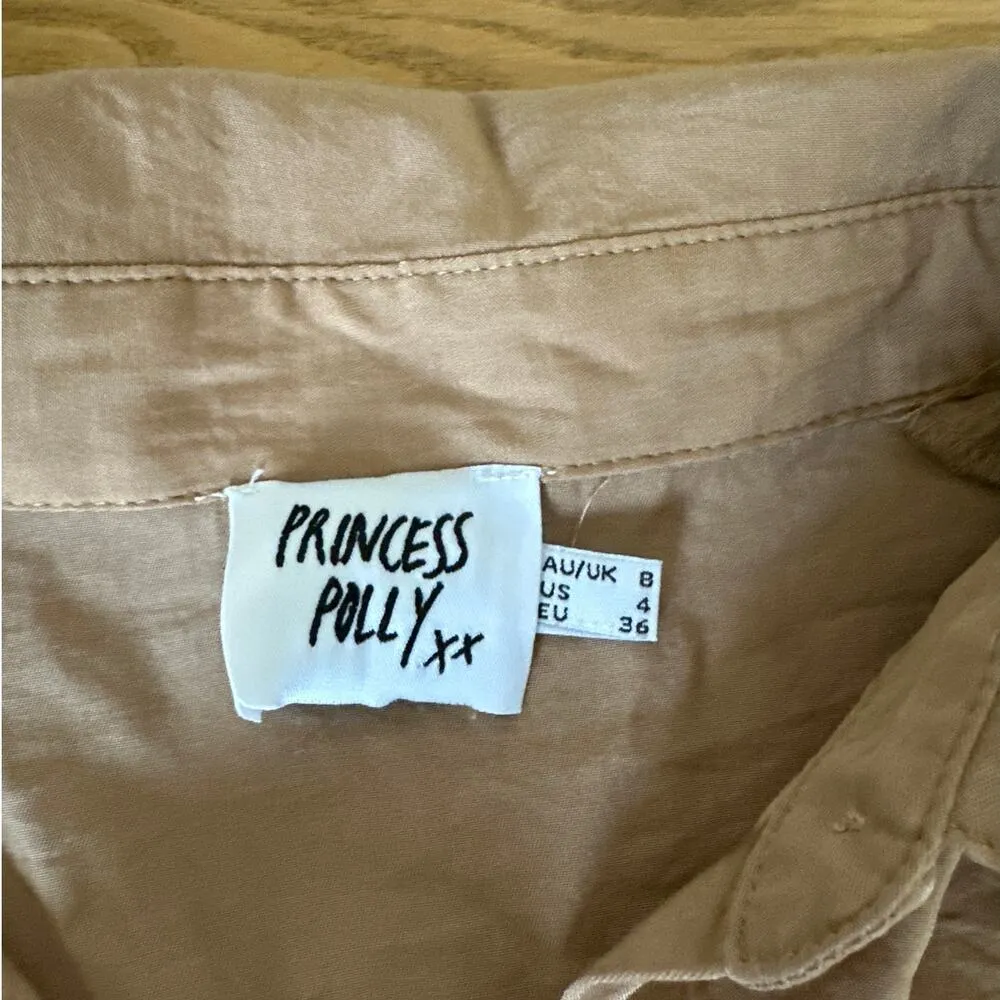 PRINCESS
POLLY xx
AU/UK 8
US 4
EU 36